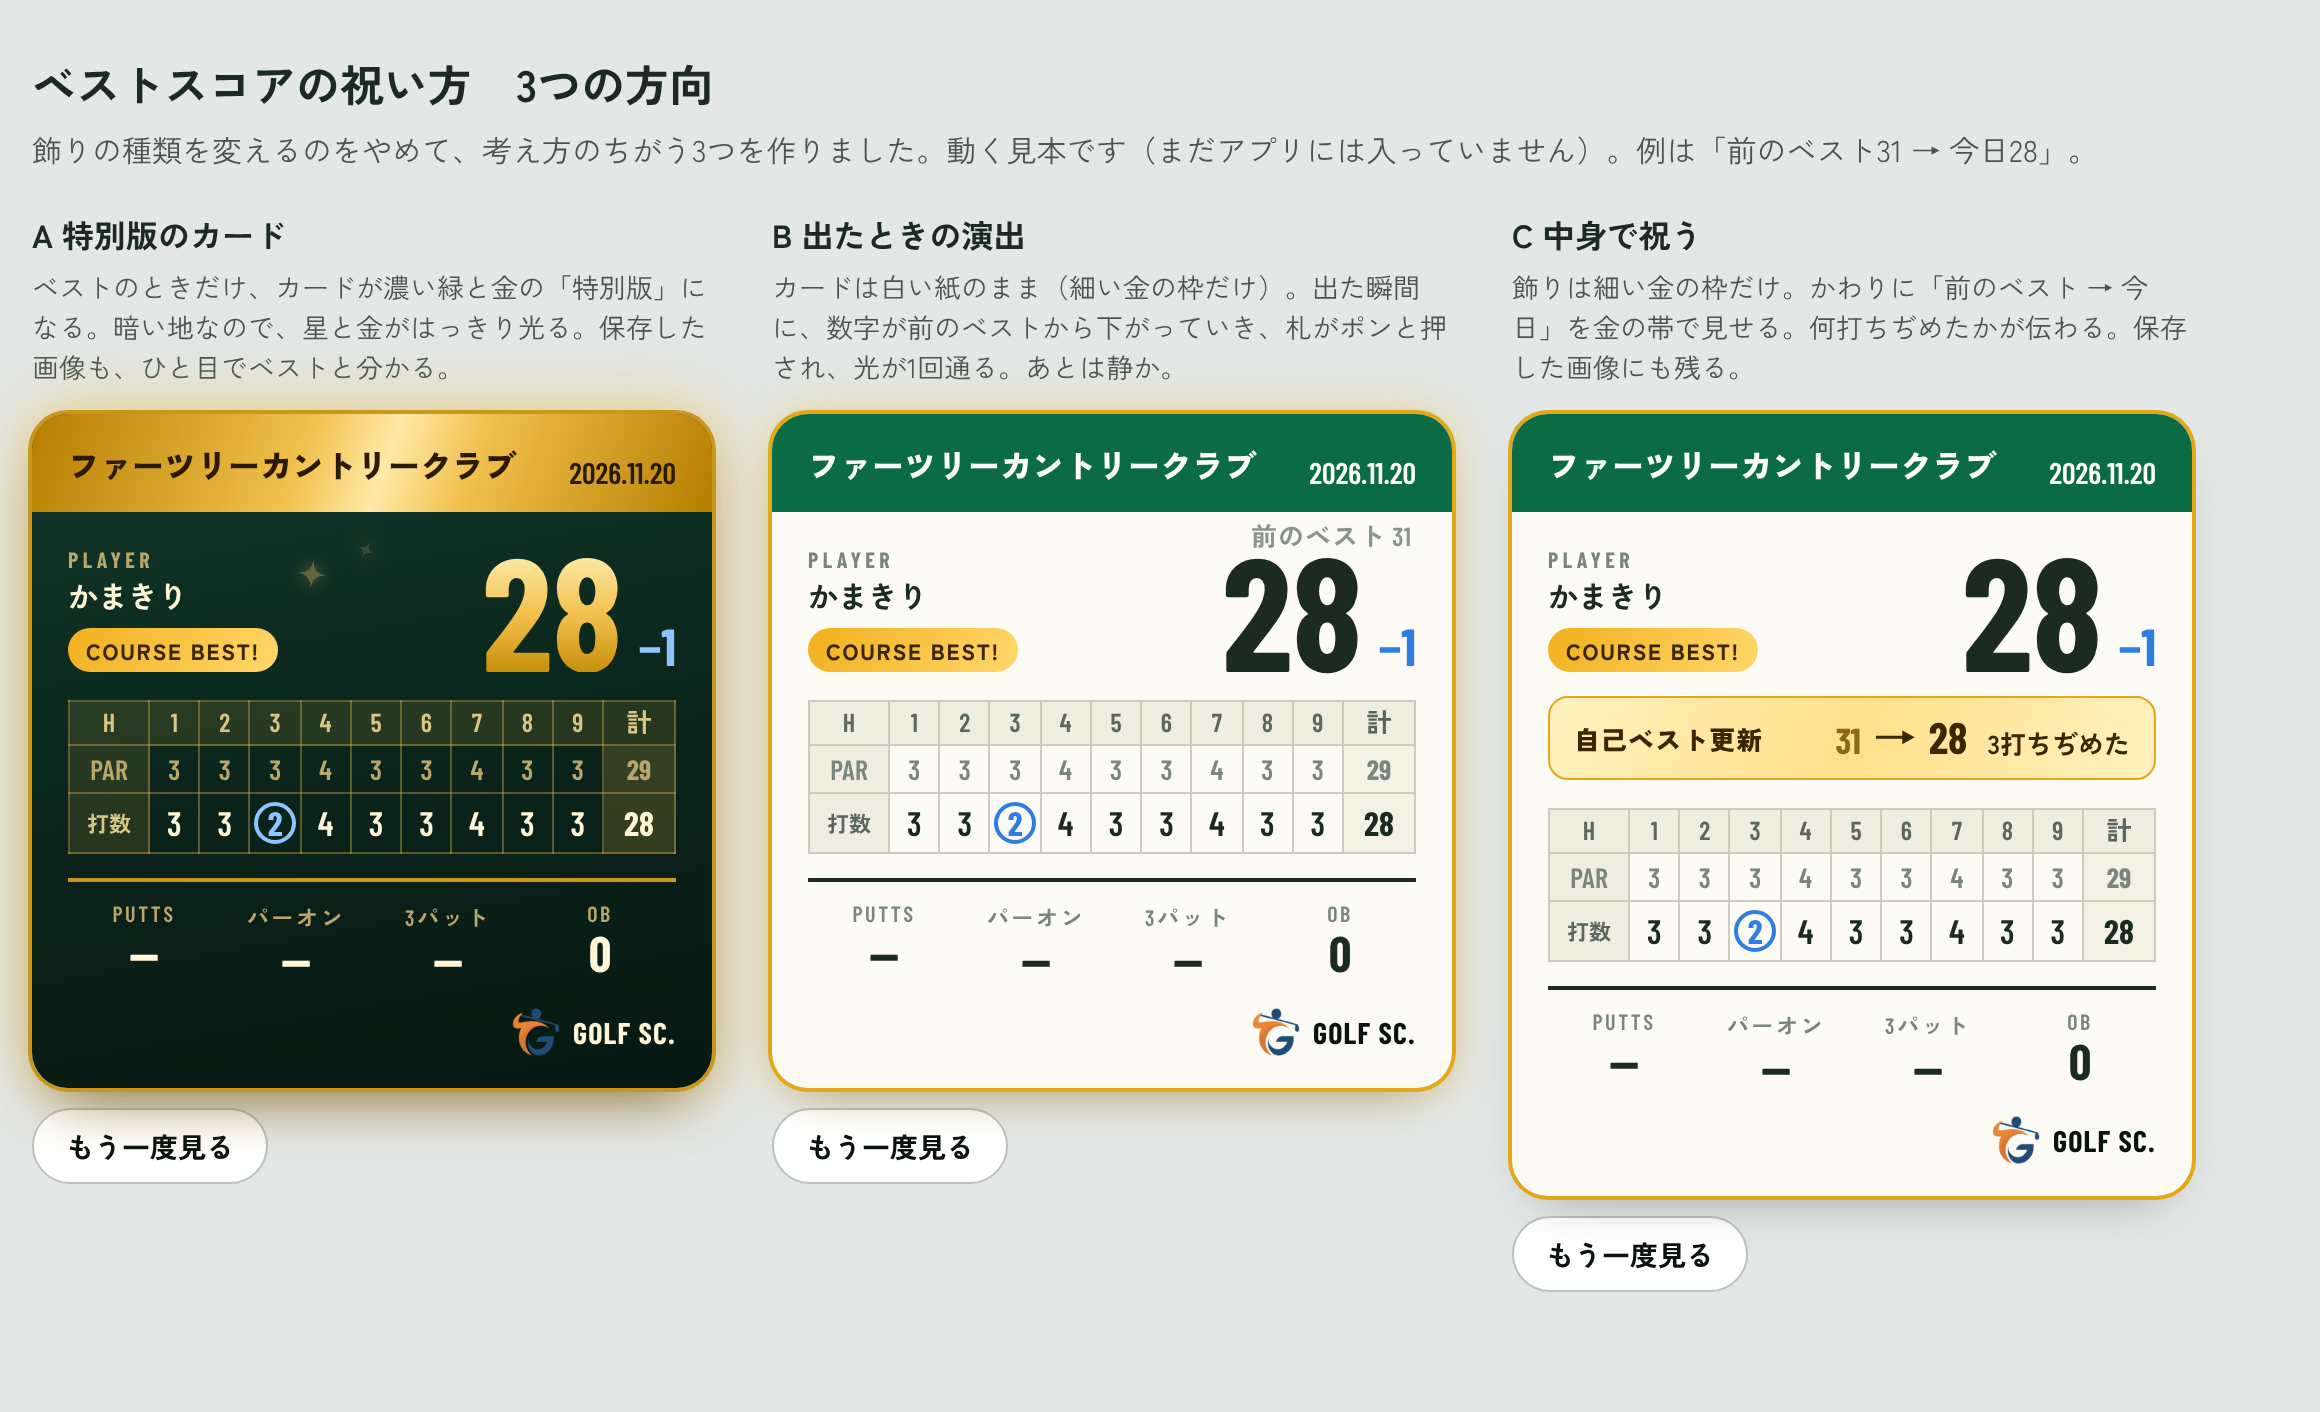 ベストスコアの祝い方　3つの方向
飾りの種類を変えるのをやめて、考え方のちがう3つを作りました。動く見本です（まだアプリには入っていません）。例は「前のベスト31 → 今日28」。
A 特別版のカード
ベストのときだけ、カードが濃い緑と金の「特別版」に
なる。暗い地なので、星と金がはっきり光る。保存した
画像も、ひと目でベストと分かる。
ファーツリーカントリークラブ 2026.11.20
PLAYER
かまきり
COURSE BEST!
28 −1
H 1 2 3 4 5 6 7 8 9 計
PAR 3 3 3 4 3 3 4 3 3 29
打数 3 3 2 4 3 3 4 3 3 28
PUTTS パーオン 3パット OB
– – – 0
GOLF SC.
もう一度見る
B 出たときの演出
カードは白い紙のまま（細い金の枠だけ）。出た瞬間
に、数字が前のベストから下がっていき、札がポンと押
され、光が1回通る。あとは静か。
ファーツリーカントリークラブ 2026.11.20
前のベスト 31
PLAYER
かまきり
COURSE BEST!
28 −1
H 1 2 3 4 5 6 7 8 9 計
PAR 3 3 3 4 3 3 4 3 3 29
打数 3 3 2 4 3 3 4 3 3 28
PUTTS パーオン 3パット OB
– – – 0
GOLF SC.
もう一度見る
C 中身で祝う
飾りは細い金の枠だけ。かわりに「前のベスト → 今
日」を金の帯で見せる。何打ちぢめたかが伝わる。保存
した画像にも残る。
ファーツリーカントリークラブ 2026.11.20
PLAYER
かまきり
COURSE BEST!
28 −1
自己ベスト更新 31 → 28 3打ちぢめた
H 1 2 3 4 5 6 7 8 9 計
PAR 3 3 3 4 3 3 4 3 3 29
打数 3 3 2 4 3 3 4 3 3 28
PUTTS パーオン 3パット OB
– – – 0
GOLF SC.
もう一度見る